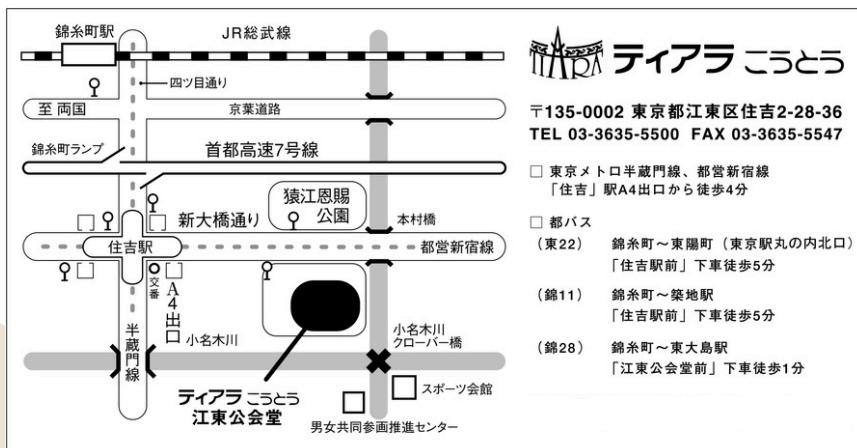 錦糸町駅
JR総武線
四ツ目通り
至 両国
京葉道路
錦糸町ランプ
首都高速7号線
猿江恩賜
公園
新大橋通り
本村橋
住吉駅
都営新宿線
交番
A4出口
半蔵門線
小名木川
小名木川
クローバー橋
ティアラ こうとう
江東公会堂
スポーツ会館
男女共同参画推進センター
TIARA ティアラ こうとう
〒135-0002 東京都江東区住吉2-28-36
TEL 03-3635-5500 FAX 03-3635-5547
□ 東京メトロ半蔵門線、都営新宿線
「住吉」駅A4出口から徒歩4分
□ 都バス
(東22) 錦糸町〜東陽町（東京駅丸の内北口）
「住吉駅前」下車徒歩5分
(錦11) 錦糸町〜築地駅
「住吉駅前」下車徒歩5分
(錦28) 錦糸町〜東大島駅
「江東公会堂前」下車徒歩1分